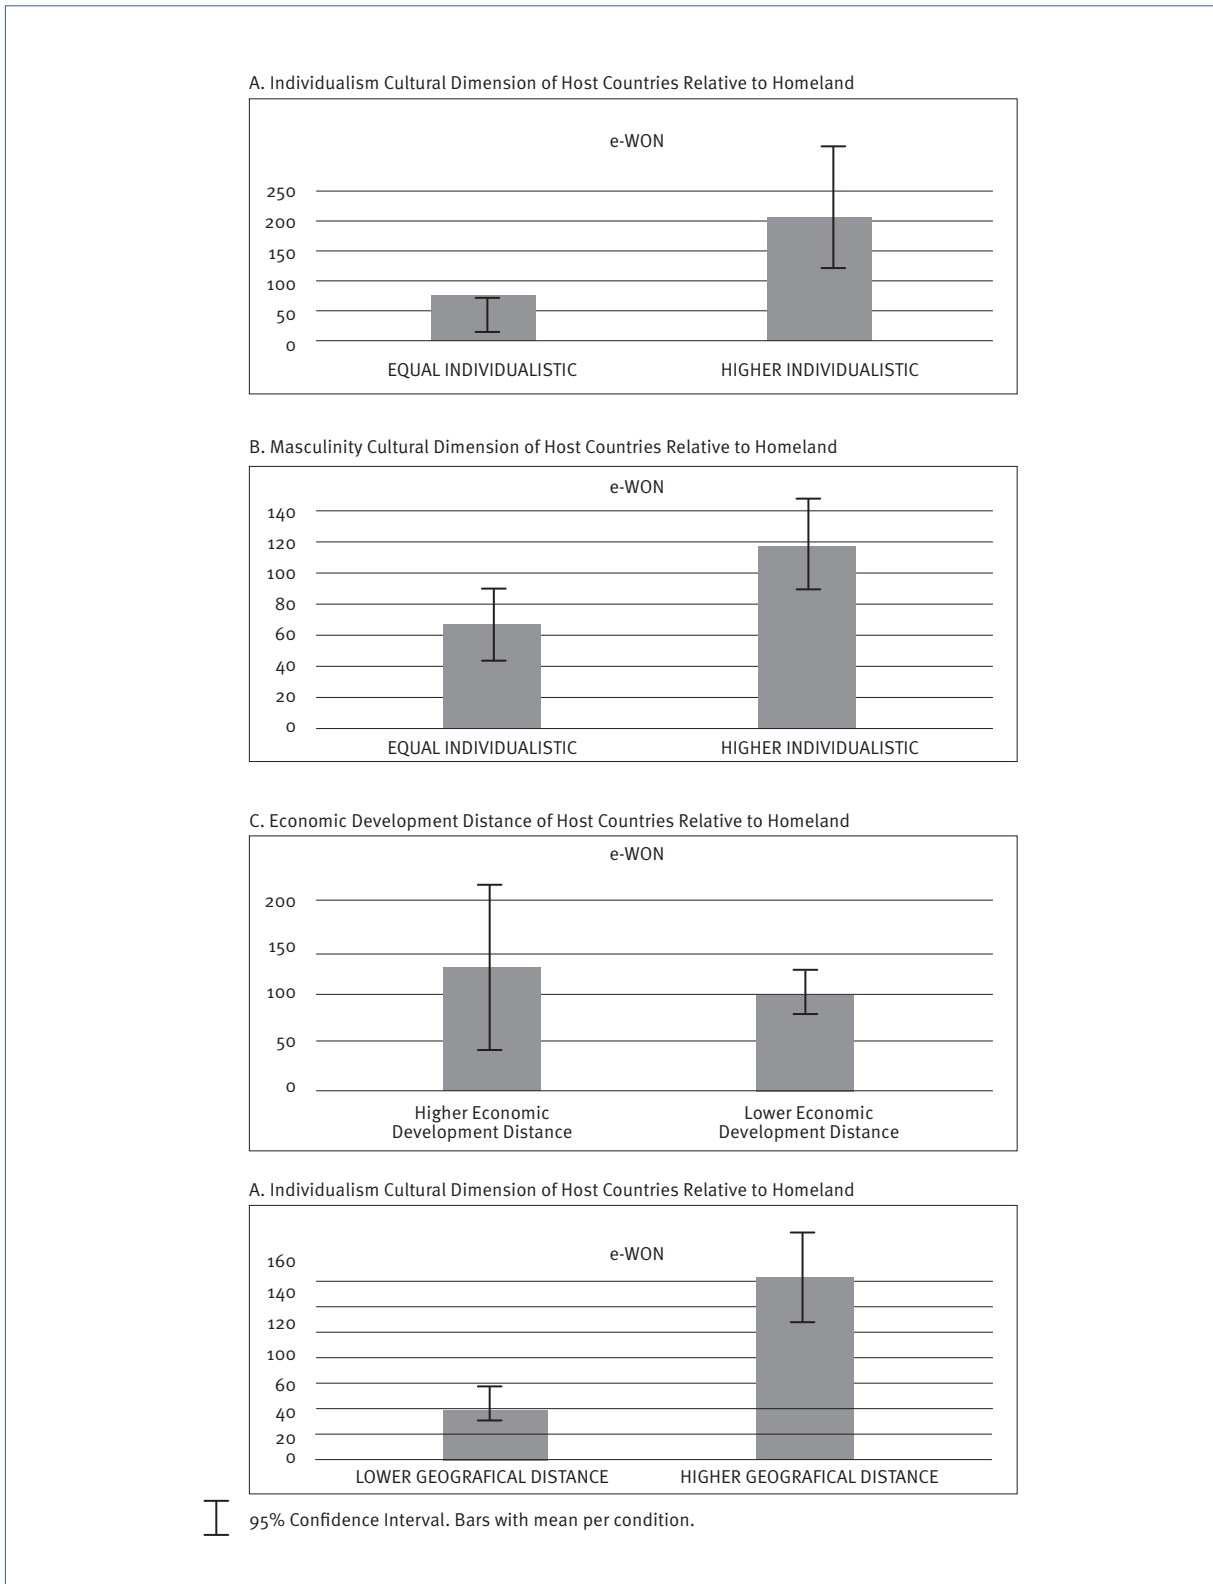 A. Individualism Cultural Dimension of Host Countries Relative to Homeland
e-WON
250
200
150
100
50
0
EQUAL INDIVIDUALISTIC HIGHER INDIVIDUALISTIC
B. Masculinity Cultural Dimension of Host Countries Relative to Homeland
e-WON
140
120
100
80
60
40
20
0
EQUAL INDIVIDUALISTIC HIGHER INDIVIDUALISTIC
C. Economic Development Distance of Host Countries Relative to Homeland
e-WON
200
150
100
50
0
Higher Economic Lower Economic
Development Distance Development Distance
A. Individualism Cultural Dimension of Host Countries Relative to Homeland
e-WON
160
140
120
100
60
40
20
0
LOWER GEOGRAFICAL DISTANCE HIGHER GEOGRAFICAL DISTANCE
95% Confidence Interval. Bars with mean per condition.